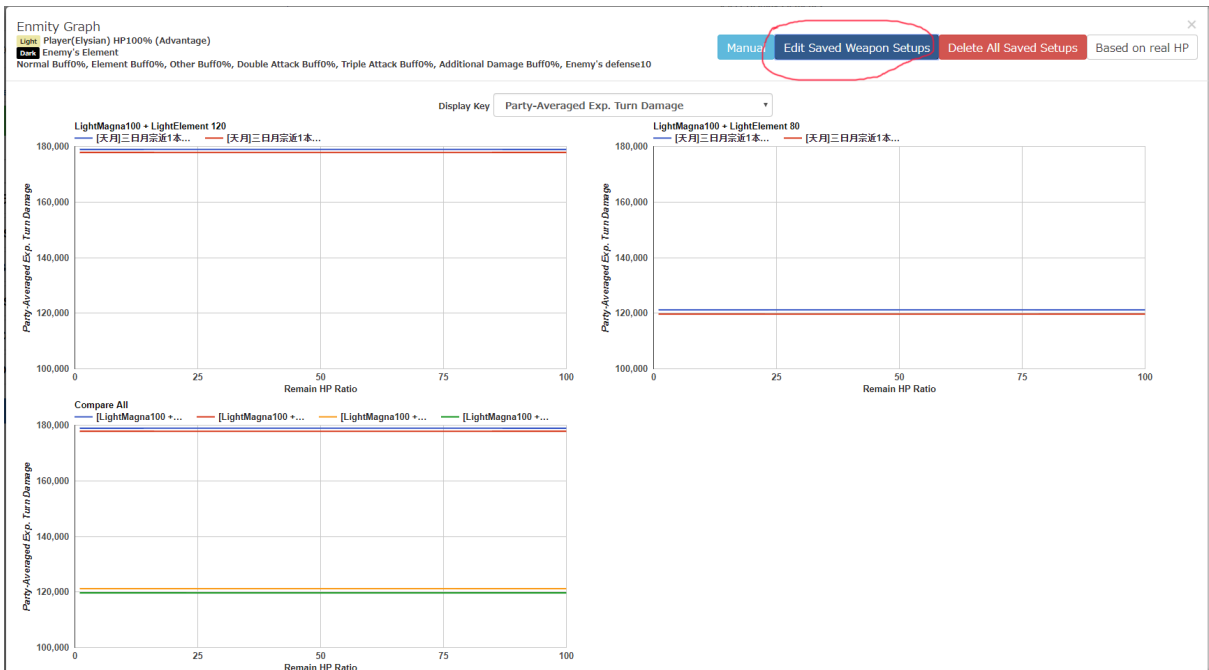 Enmity Graph
×
Light Player(Elysian) HP100% (Advantage)
Dark Enemy's Element
Normal Buff0%, Element Buff0%, Other Buff0%, Double Attack Buff0%, Triple Attack Buff0%, Additional Damage Buff0%, Enemy's defense10
Manual Edit Saved Weapon Setups Delete All Saved Setups Based on real HP
Display Key Party-Averaged Exp. Turn Damage
LightMagna100 + LightElement 120
[天月]三日月宗近1本... [天月]三日月宗近1本...
180,000
160,000
140,000
120,000
100,000
Party-Averaged Exp. Turn Damage
0 25 50 75 100
Remain HP Ratio
LightMagna100 + LightElement 80
[天月]三日月宗近1本... [天月]三日月宗近1本...
180,000
160,000
140,000
120,000
100,000
Party-Averaged Exp. Turn Damage
0 25 50 75 100
Remain HP Ratio
Compare All
[LightMagna100 +... [LightMagna100 +... [LightMagna100 +... [LightMagna100 +...
180,000
160,000
140,000
120,000
100,000
Party-Averaged Exp. Turn Damage
0 25 50 75 100
Remain HP Ratio